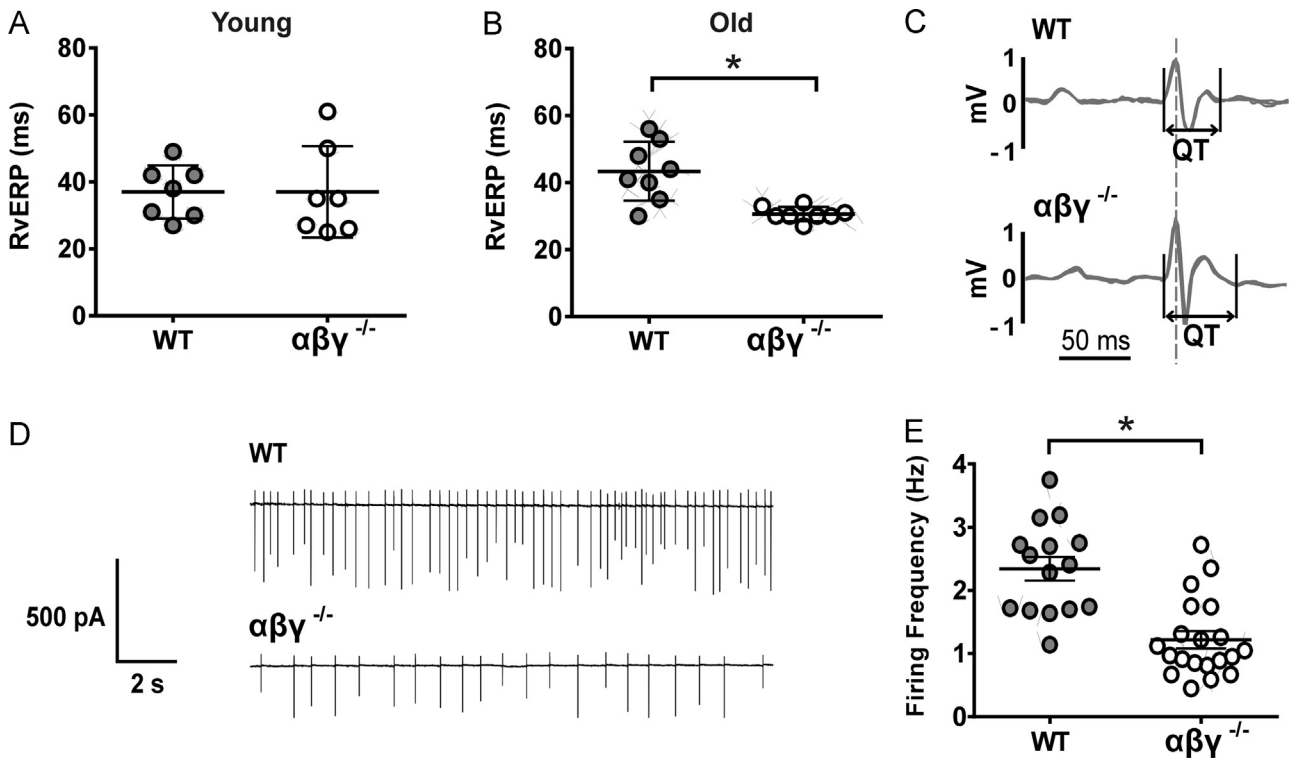 A
Young
RvERP (ms)
80
60
40
20
0
WT
αβγ -/-
B
Old
RvERP (ms)
80
60
40
20
0
*
WT
αβγ -/-
C
WT
mV
1
0
-1
QT
αβγ -/-
mV
1
0
-1
QT
50 ms
D
WT
500 pA
2 s
αβγ -/-
E
Firing Frequency (Hz)
4
3
2
1
0
*
WT
αβγ -/-